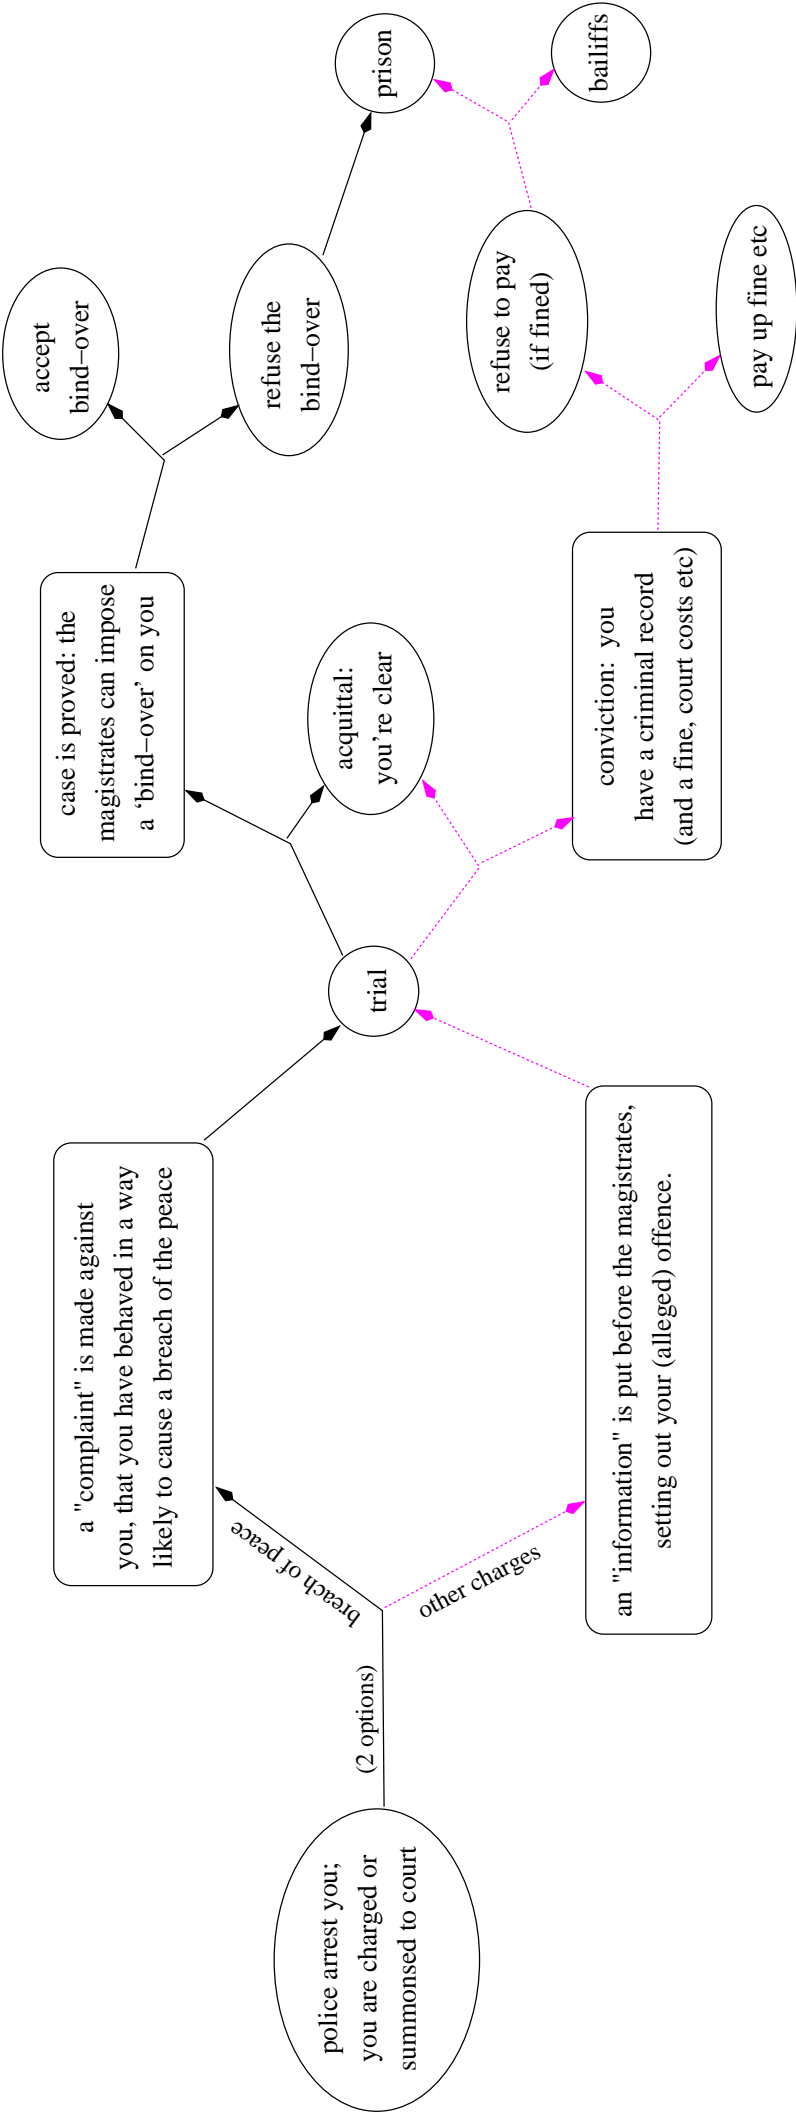 police arrest you;
you are charged or
summonsed to court
(2 options)
breach of peace
other charges
a "complaint" is made against
you, that you have behaved in a way
likely to cause a breach of the peace
an "information" is put before the magistrates,
setting out your (alleged) offence.
trial
case is proved: the
magistrates can impose
a ‘bind–over’ on you
acquittal:
you’re clear
conviction: you
have a criminal record
(and a fine, court costs etc)
accept
bind–over
refuse the
bind–over
refuse to pay
(if fined)
pay up fine etc
prison
bailiffs